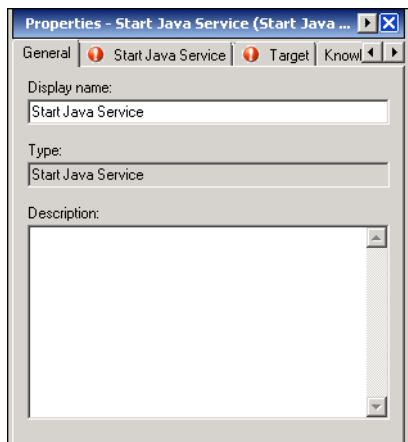 Properties - Start Java Service (Start Java ...
General Start Java Service Target Knowl
Display name:
Start Java Service
Type:
Start Java Service
Description: